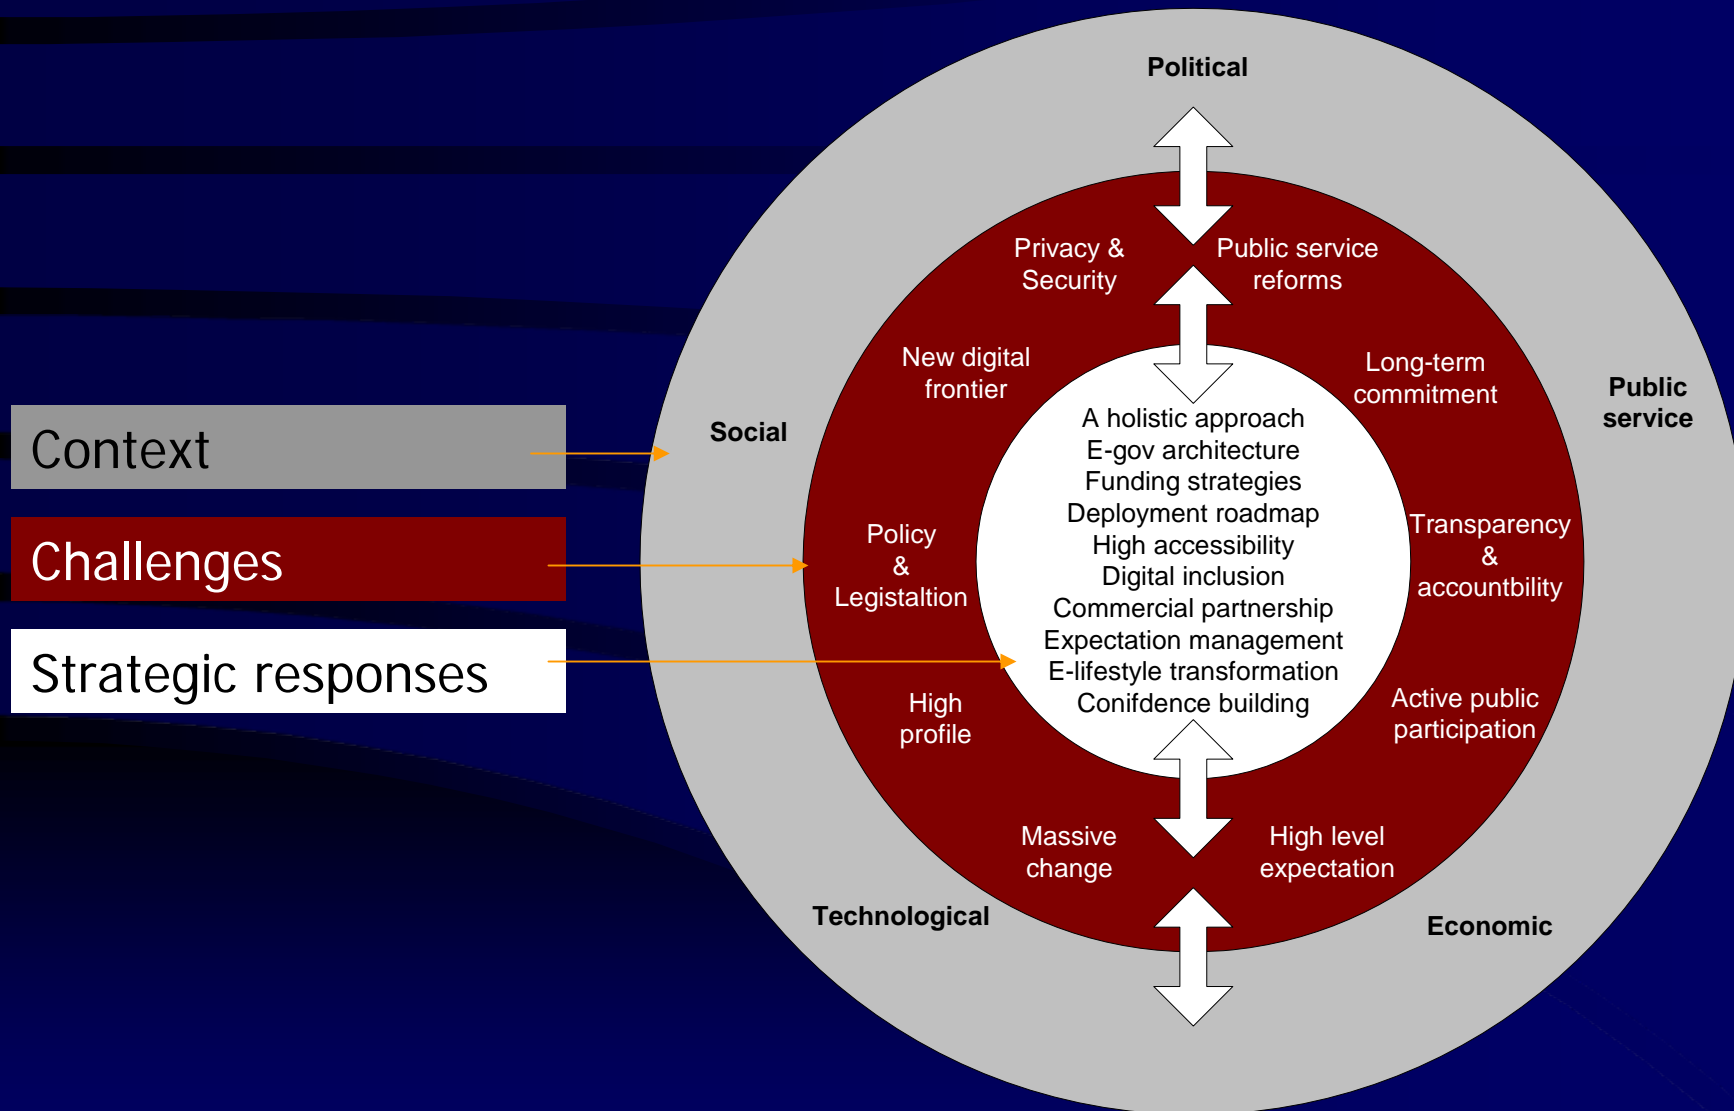 Political
Privacy &
Security
Public service
reforms
New digital
frontier
Long-term
commitment
Public
service
Social
Context
Challenges
Strategic responses
A holistic approach
E-gov architecture
Funding strategies
Deployment roadmap
High accessibility
Digital inclusion
Commercial partnership
Expectation management
E-lifestyle transformation
Conifdence building
Policy
&
Legistaltion
Transparency
&
accountbility
High
profile
Active public
participation
Massive
change
High level
expectation
Technological
Economic